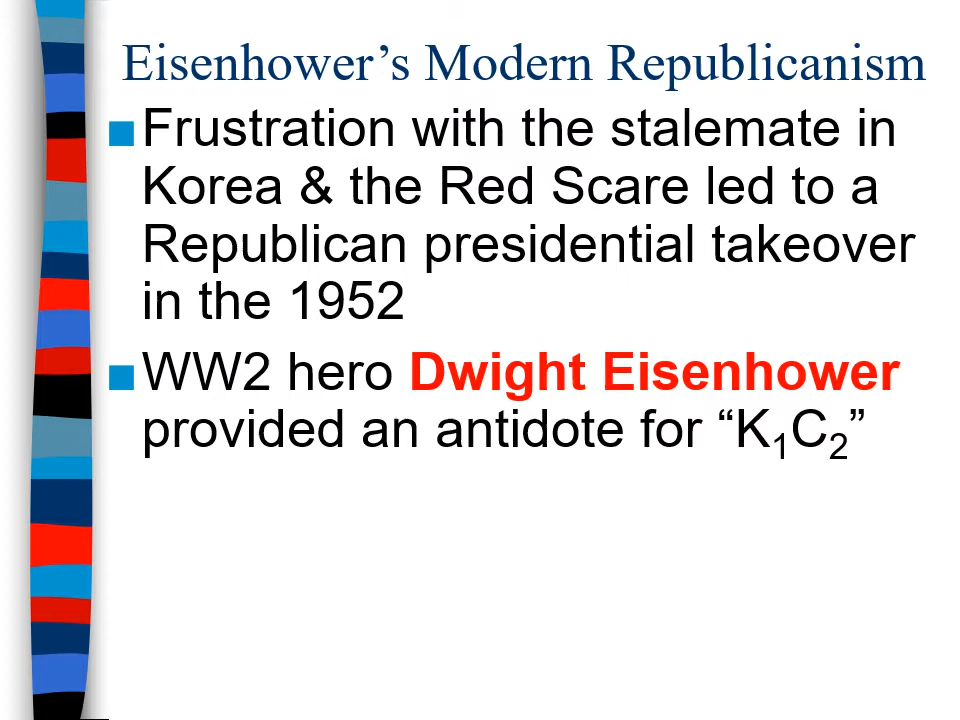 Eisenhower’s Modern Republicanism
■Frustration with the stalemate in
Korea & the Red Scare led to a
Republican presidential takeover
in the 1952
■WW2 hero Dwight Eisenhower
provided an antidote for “K₁C₂”